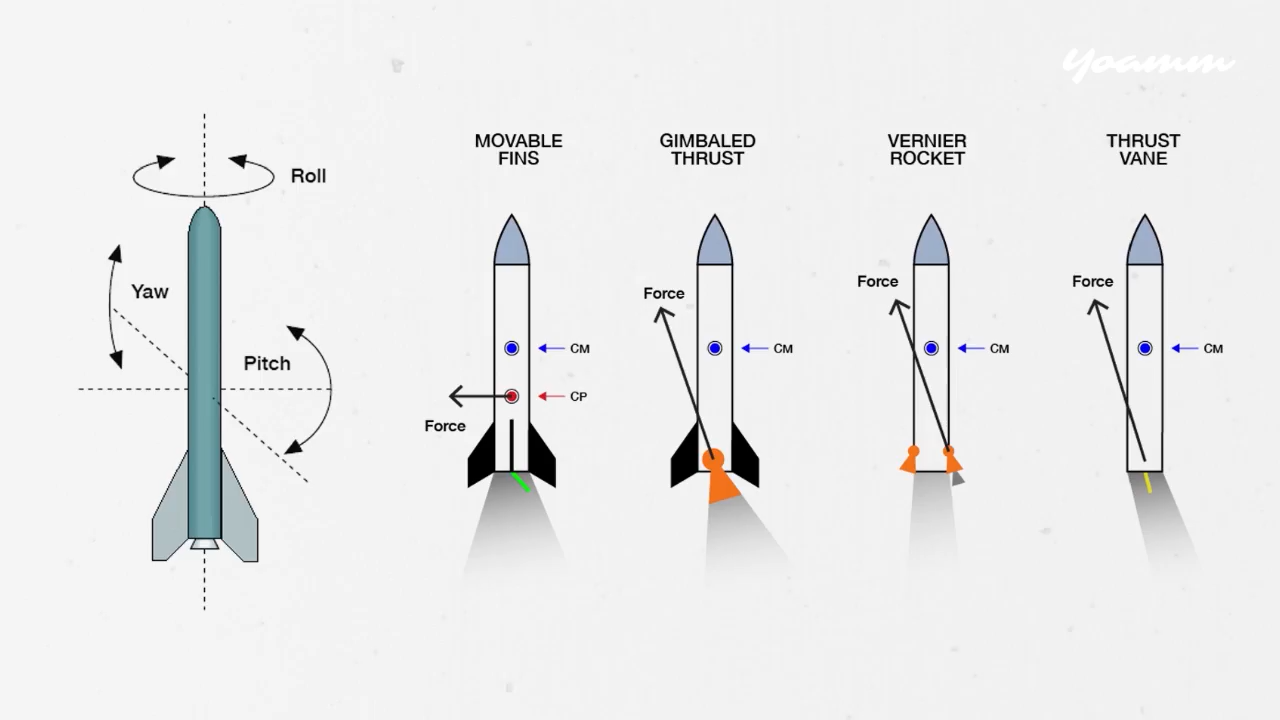 Yoamm
Roll
Yaw
Pitch
MOVABLE
FINS
Force
CM
CP
GIMBALED
THRUST
Force
CM
VERNIER
ROCKET
Force
CM
THRUST
VANE
Force
CM